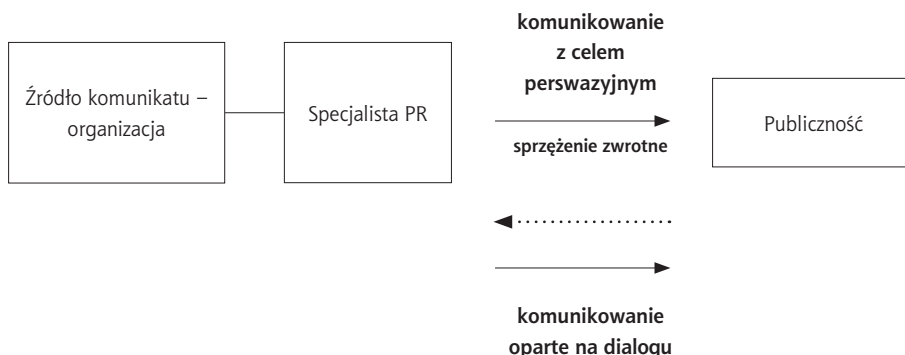 komunikowanie
z celem
perswazyjnym
Źródło komunikatu –
organizacja
Specjalista PR
Publiczność
sprzężenie zwrotne
komunikowanie
oparte na dialogu